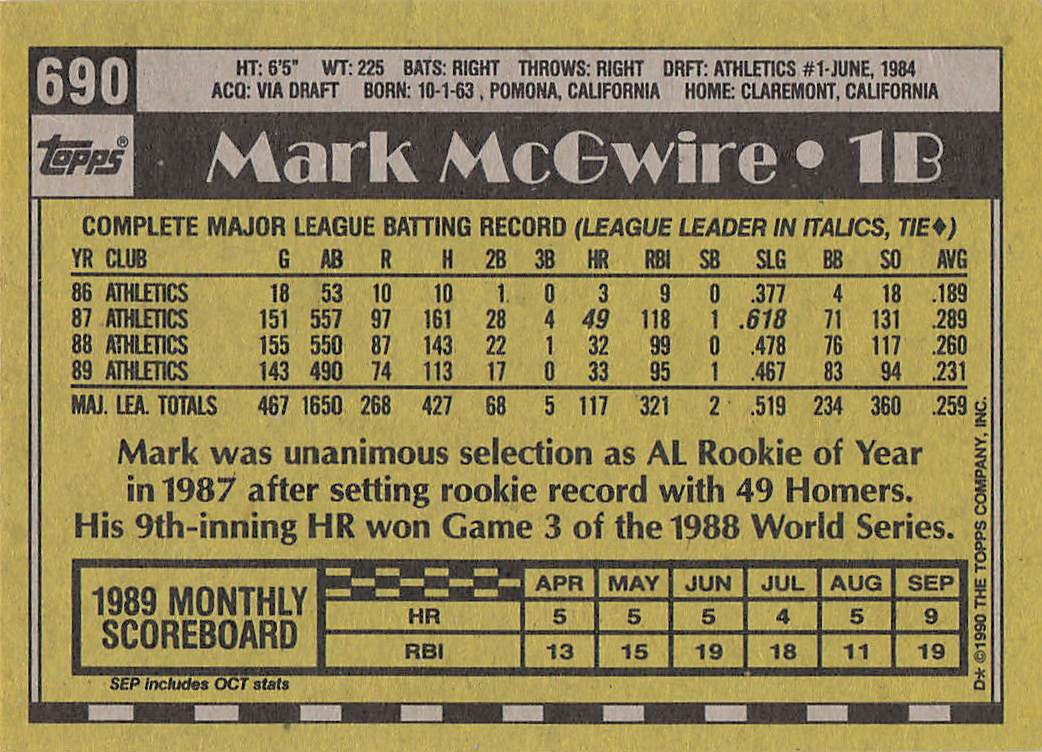 690
HT: 6'5" WT: 225 BATS: RIGHT THROWS: RIGHT DRFT: ATHLETICS #1-JUNE, 1984
ACQ: VIA DRAFT BORN: 10-1-63, POMONA, CALIFORNIA HOME: CLAREMONT, CALIFORNIA
topps®
Mark McGwire • 1B
COMPLETE MAJOR LEAGUE BATTING RECORD (LEAGUE LEADER IN ITALICS, TIE♦)
YR CLUB G AB R H 2B 3B HR RBI SB SLG BB SO AVG
86 ATHLETICS 18 53 10 10 1 0 3 9 0 .377 4 18 .189
87 ATHLETICS 151 557 97 161 28 4 49 118 1 .618 71 131 .289
88 ATHLETICS 155 550 87 143 22 1 32 99 0 .478 76 117 .260
89 ATHLETICS 143 490 74 113 17 0 33 95 1 .467 83 94 .231
MAJ. LEA. TOTALS 467 1650 268 427 68 5 117 321 2 .519 234 360 .259
Mark was unanimous selection as AL Rookie of Year
in 1987 after setting rookie record with 49 Homers.
His 9th-inning HR won Game 3 of the 1988 World Series.
1989 MONTHLY
SCOREBOARD
APR MAY JUN JUL AUG SEP
HR 5 5 5 4 5 9
RBI 13 15 19 18 11 19
SEP includes OCT stats
D* ©1990 THE TOPPS COMPANY, INC.